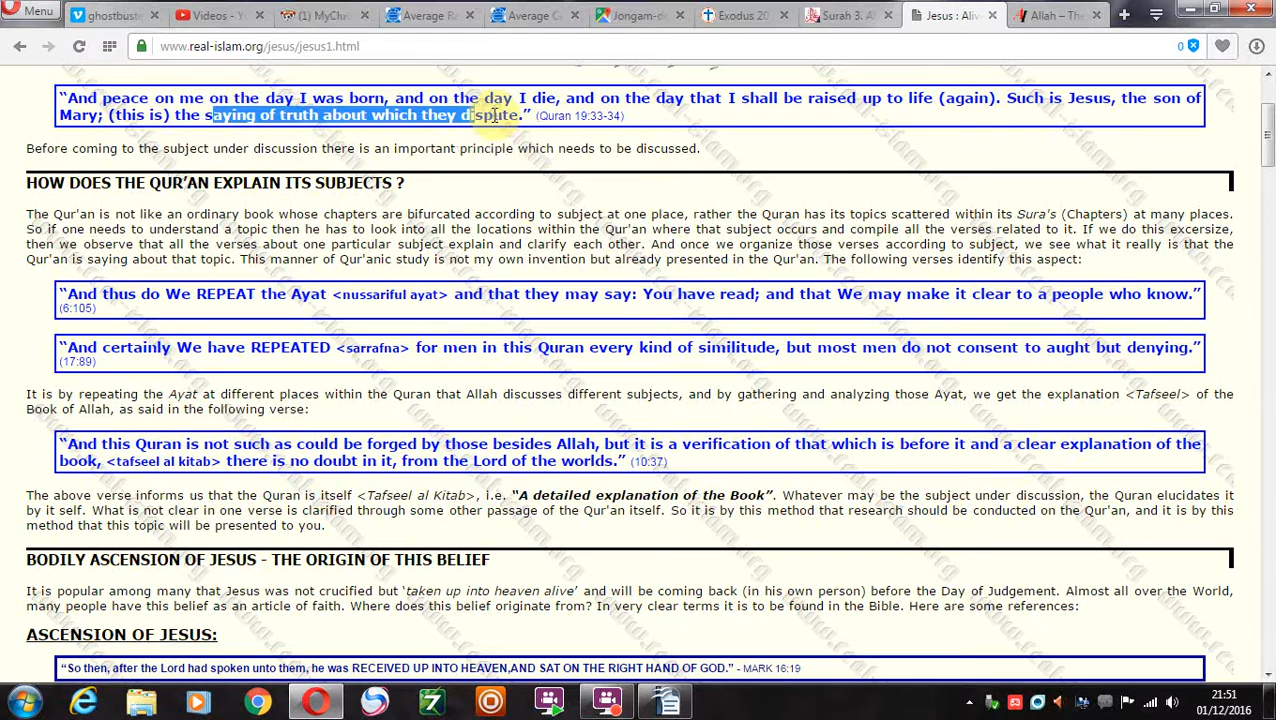 Menu
ghostbuste
Videos - Yo
(1) MyClub
Average Ra
Average Ca
Jongam-do
Exodus 20
Surah 3. Al
Jesus : Aliv
Allah – The
www.real-islam.org/jesus/jesus1.html
0
“And peace on me on the day I was born, and on the day I die, and on the day that I shall be raised up to life (again). Such is Jesus, the son of
Mary; (this is) the saying of truth about which they dispute.” (Quran 19:33-34)
Before coming to the subject under discussion there is an important principle which needs to be discussed.
HOW DOES THE QUR’AN EXPLAIN ITS SUBJECTS ?
The Qur'an is not like an ordinary book whose chapters are bifurcated according to subject at one place, rather the Quran has its topics scattered within its Sura's (Chapters) at many places.
So if one needs to understand a topic then he has to look into all the locations within the Qur'an where that subject occurs and compile all the verses related to it. If we do this excersize,
then we observe that all the verses about one particular subject explain and clarify each other. And once we organize those verses according to subject, we see what it really is that the
Qur'an is saying about that topic. This manner of Qur'anic study is not my own invention but already presented in the Qur'an. The following verses identify this aspect:
“And thus do We REPEAT the Ayat <nussariful ayat> and that they may say: You have read; and that We may make it clear to a people who know.”
(6:105)
“And certainly We have REPEATED <sarrafna> for men in this Quran every kind of similitude, but most men do not consent to aught but denying.”
(17:89)
It is by repeating the Ayat at different places within the Quran that Allah discusses different subjects, and by gathering and analyzing those Ayat, we get the explanation <Tafseel> of the
Book of Allah, as said in the following verse:
“And this Quran is not such as could be forged by those besides Allah, but it is a verification of that which is before it and a clear explanation of the
book, <tafseel al kitab> there is no doubt in it, from the Lord of the worlds.” (10:37)
The above verse informs us that the Quran is itself <Tafseel al Kitab>, i.e. “A detailed explanation of the Book”. Whatever may be the subject under discussion, the Quran elucidates it
by it self. What is not clear in one verse is clarified through some other passage of the Qur'an itself. So it is by this method that research should be conducted on the Qur'an, and it is by this
method that this topic will be presented to you.
BODILY ASCENSION OF JESUS - THE ORIGIN OF THIS BELIEF
It is popular among many that Jesus was not crucified but ‘taken up into heaven alive’ and will be coming back (in his own person) before the Day of Judgement. Almost all over the World,
many people have this belief as an article of faith. Where does this belief originate from? In very clear terms it is to be found in the Bible. Here are some references:
ASCENSION OF JESUS:
“So then, after the Lord had spoken unto them, he was RECEIVED UP INTO HEAVEN,AND SAT ON THE RIGHT HAND OF GOD.” - MARK 16:19
21:51
01/12/2016